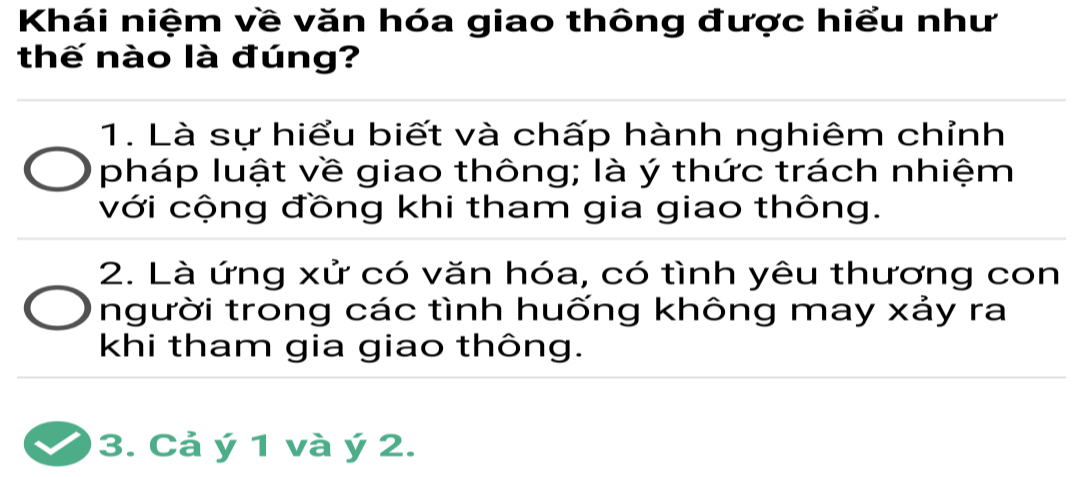 Khái niệm về văn hóa giao thông được hiểu như
thế nào là đúng?
1. Là sự hiểu biết và chấp hành nghiêm chỉnh
pháp luật về giao thông; là ý thức trách nhiệm
với cộng đồng khi tham gia giao thông.
2. Là ứng xử có văn hóa, có tình yêu thương con
người trong các tình huống không may xảy ra
khi tham gia giao thông.
3. Cả ý 1 và ý 2.